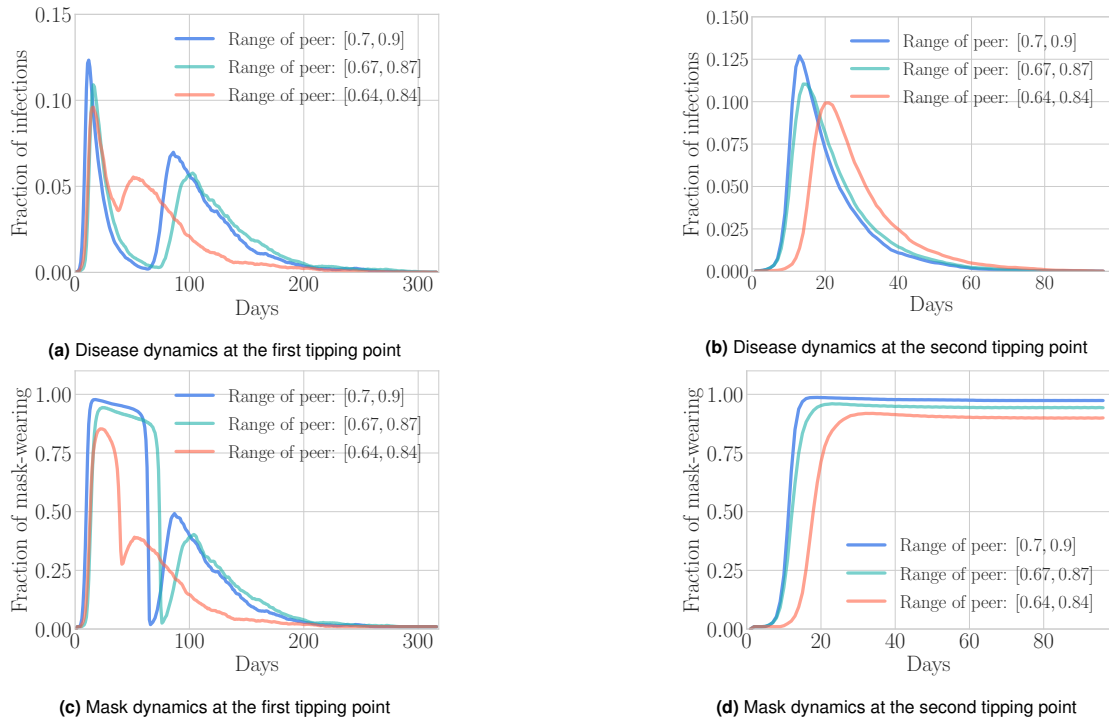 0.15
0.10
0.05
0.00
Fraction of infections
Range of peer: [0.7, 0.9]
Range of peer: [0.67, 0.87]
Range of peer: [0.64, 0.84]
0 100 200 300
Days
(a) Disease dynamics at the first tipping point
0.150
0.125
0.100
0.075
0.050
0.025
0.000
Fraction of infections
Range of peer: [0.7, 0.9]
Range of peer: [0.67, 0.87]
Range of peer: [0.64, 0.84]
0 20 40 60 80
Days
(b) Disease dynamics at the second tipping point
1.00
0.75
0.50
0.25
0.00
Fraction of mask-wearing
Range of peer: [0.7, 0.9]
Range of peer: [0.67, 0.87]
Range of peer: [0.64, 0.84]
0 100 200 300
Days
(c) Mask dynamics at the first tipping point
1.00
0.75
0.50
0.25
0.00
Fraction of mask-wearing
Range of peer: [0.7, 0.9]
Range of peer: [0.67, 0.87]
Range of peer: [0.64, 0.84]
0 20 40 60 80
Days
(d) Mask dynamics at the second tipping point